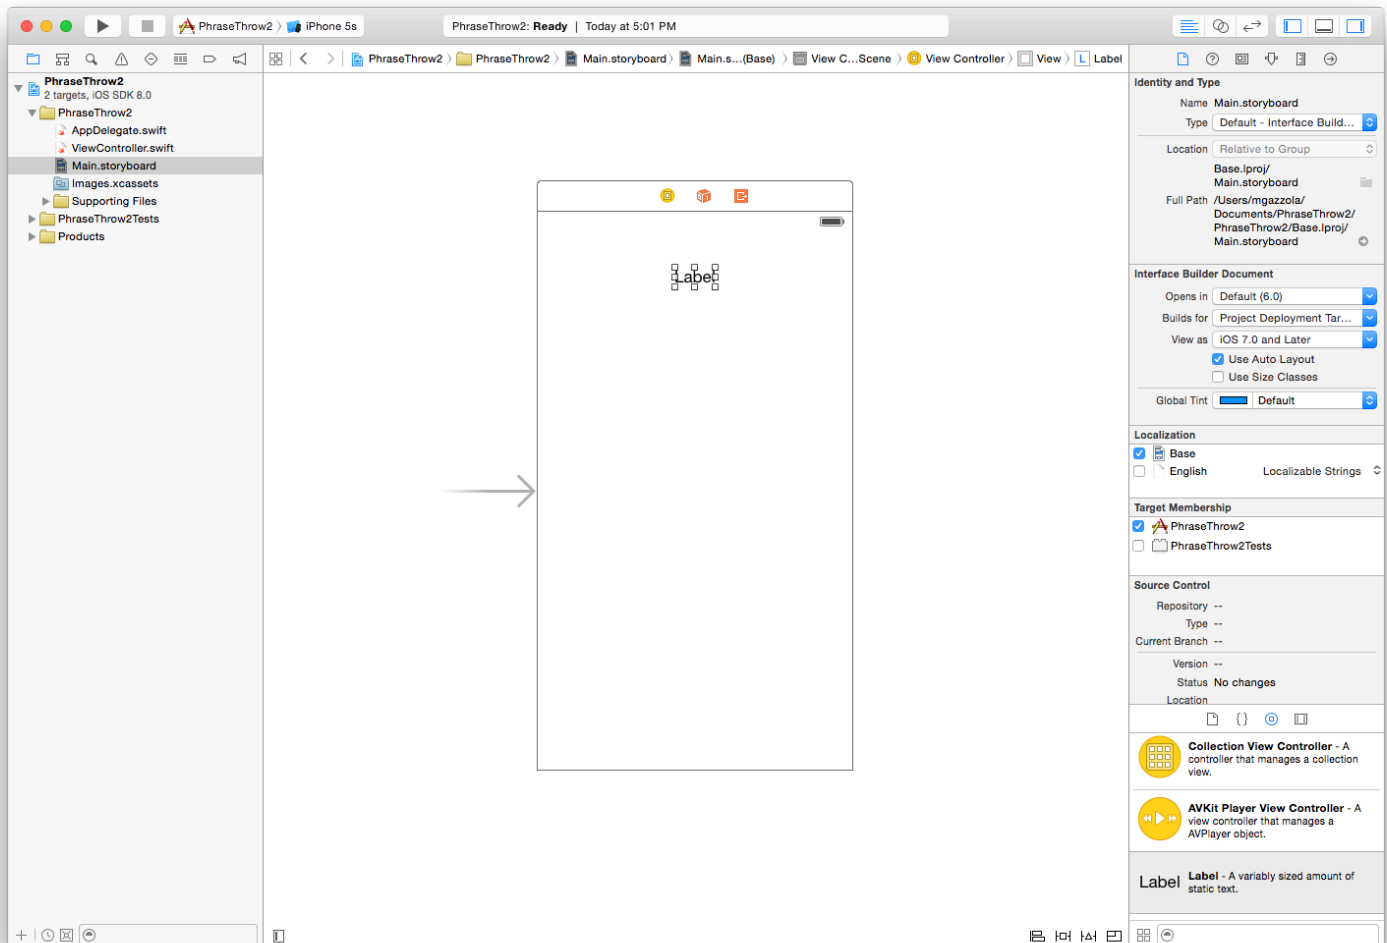 PhraseThrow2 iPhone 5s
PhraseThrow2: Ready | Today at 5:01 PM
PhraseThrow2 PhraseThrow2 Main.storyboard Main.s...(Base) View C...Scene View Controller View L Label
PhraseThrow2
2 targets, iOS SDK 8.0
PhraseThrow2
AppDelegate.swift
ViewController.swift
Main.storyboard
Images.xcassets
Supporting Files
PhraseThrow2Tests
Products
Label
Identity and Type
Name Main.storyboard
Type Default - Interface Build...
Location Relative to Group
Base.lproj/
Main.storyboard
Full Path /Users/mgazzola/
Documents/PhraseThrow2/
PhraseThrow2/Base.lproj/
Main.storyboard
Interface Builder Document
Opens in Default (6.0)
Builds for Project Deployment Tar...
View as iOS 7.0 and Later
Use Auto Layout
Use Size Classes
Global Tint Default
Localization
Base
English Localizable Strings
Target Membership
PhraseThrow2
PhraseThrow2Tests
Source Control
Repository --
Type --
Current Branch --
Version --
Status No changes
Location
{}
Collection View Controller - A
controller that manages a collection
view.
AVKit Player View Controller - A
view controller that manages a
AVPlayer object.
Label Label - A variably sized amount of
static text.